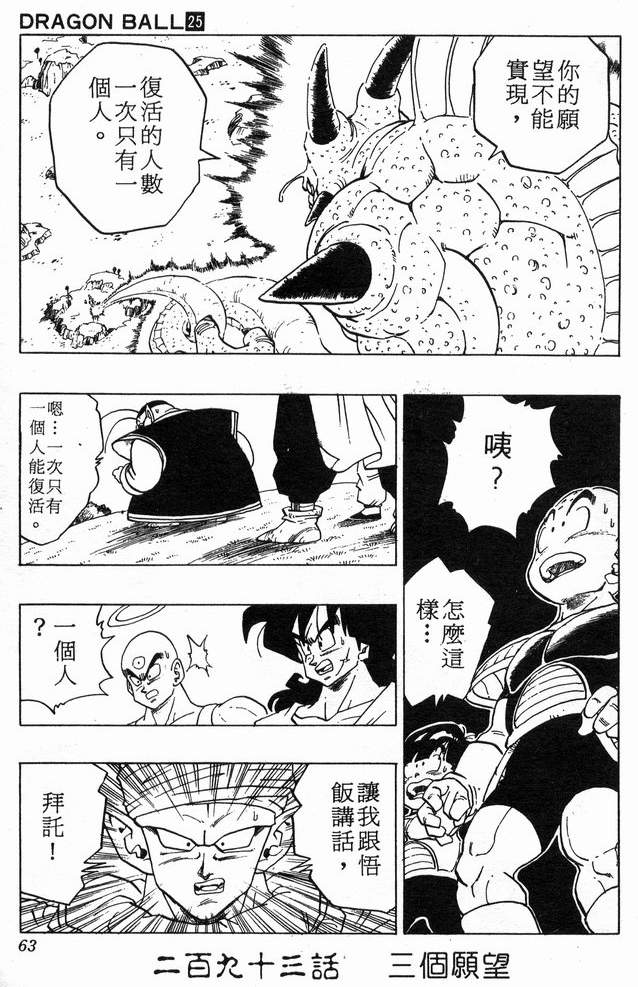 DRAGON BALL 25
你的願
望不能
實現，
復活的人數
一次只有一
個人。
咦？
怎麼這
樣…
嗯…一次只有
一個人能復活。
一個人
？
讓我跟悟
飯講話，
拜託！
63
二百九十三話 三個願望